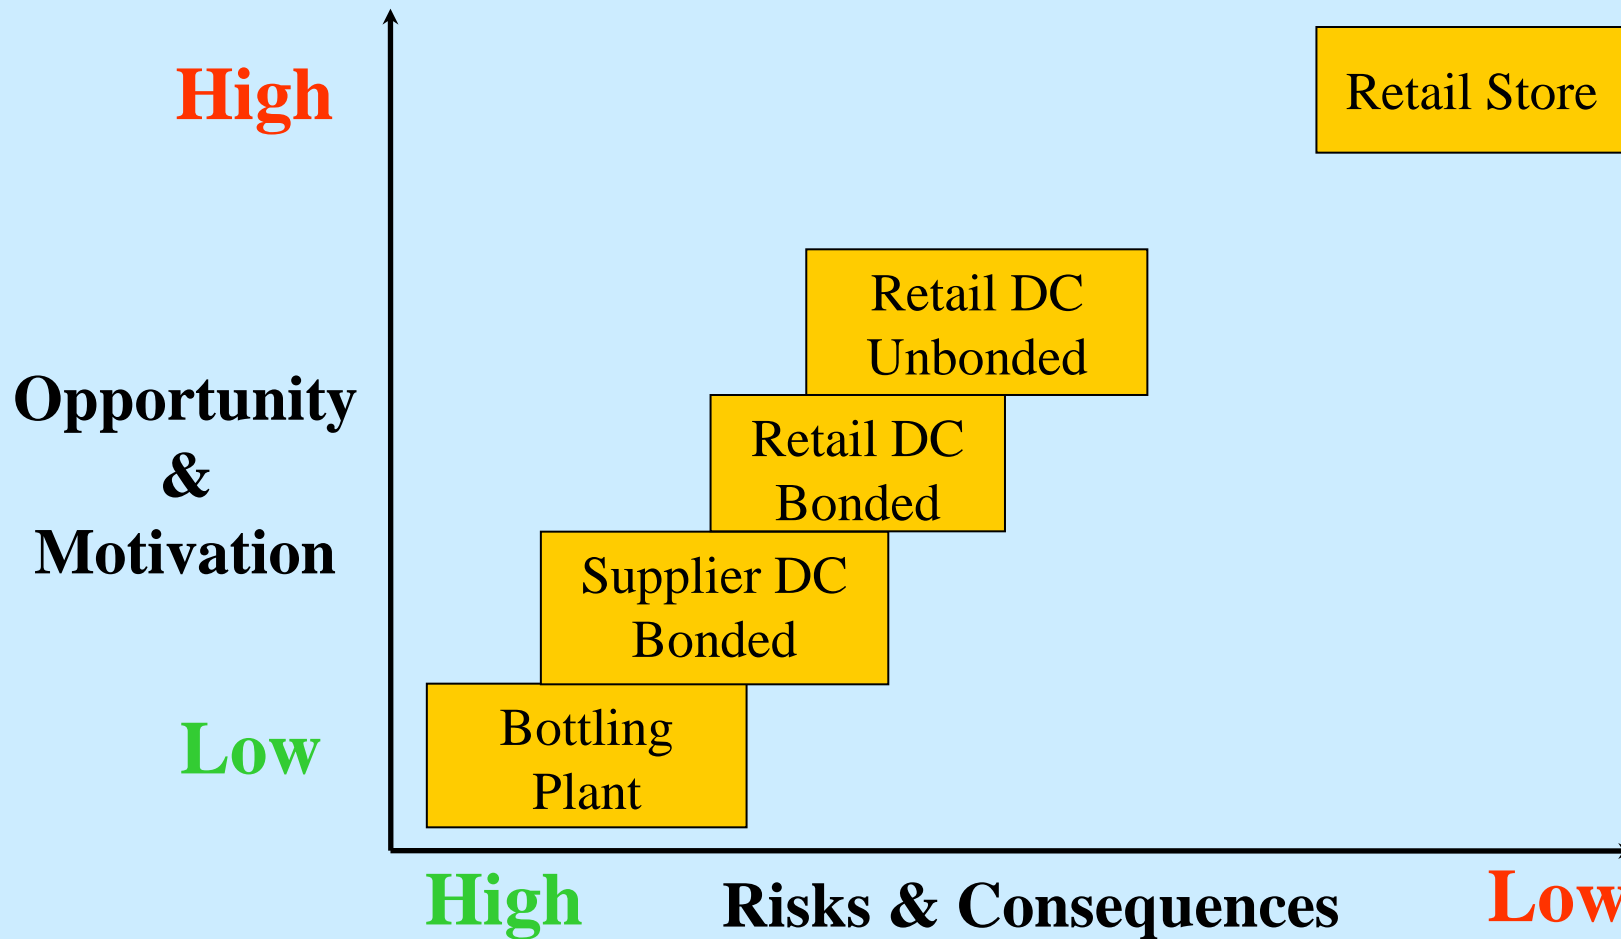 High
Retail Store
Retail DC
Unbonded
Opportunity
&
Motivation
Retail DC
Bonded
Supplier DC
Bonded
Low
Bottling
Plant
High
Risks & Consequences
Low